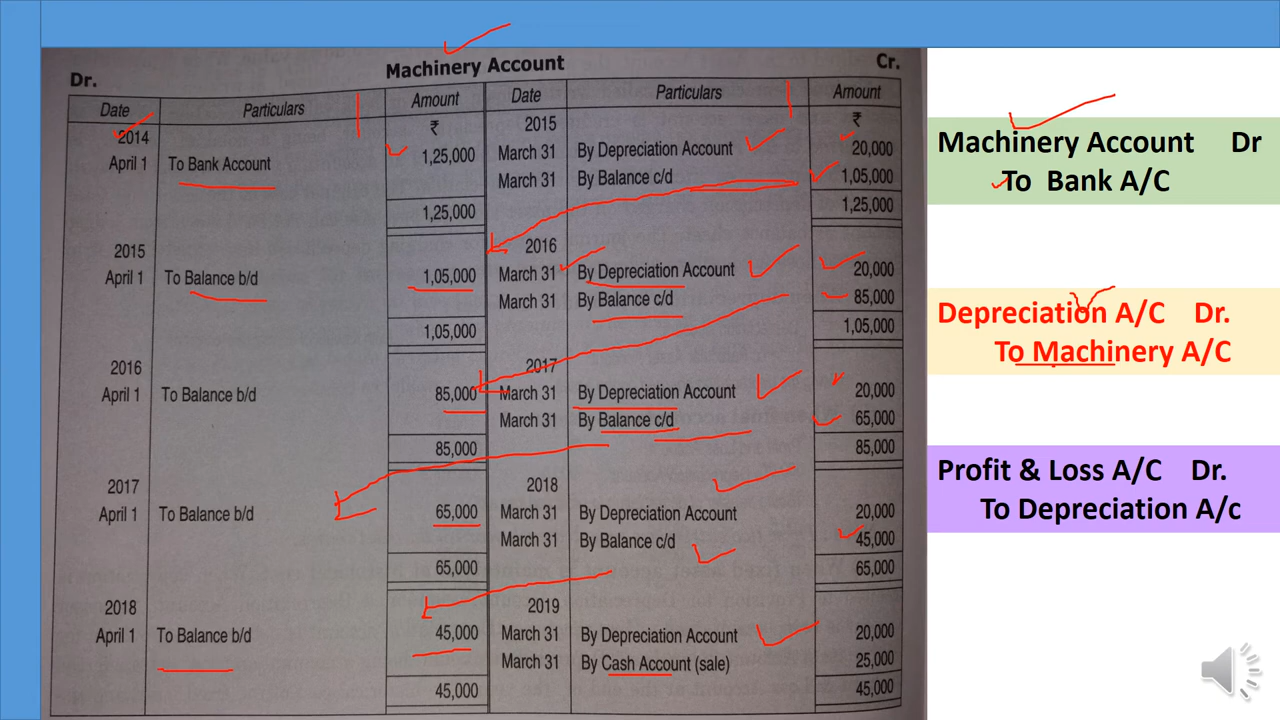 Dr. Machinery Account Cr.
Date Particulars Amount Date Particulars Amount
2014 ₹ 2015 ₹
April 1 To Bank Account 1,25,000 March 31 By Depreciation Account 20,000
March 31 By Balance c/d 1,05,000
1,25,000 1,25,000
2015 2016
April 1 To Balance b/d 1,05,000 March 31 By Depreciation Account 20,000
March 31 By Balance c/d 85,000
1,05,000 1,05,000
2016 2017
April 1 To Balance b/d 85,000 March 31 By Depreciation Account 20,000
March 31 By Balance c/d 65,000
85,000 85,000
2017 2018
April 1 To Balance b/d 65,000 March 31 By Depreciation Account 20,000
March 31 By Balance c/d 45,000
65,000 65,000
2018 2019
April 1 To Balance b/d 45,000 March 31 By Depreciation Account 20,000
March 31 By Cash Account (sale) 25,000
45,000 45,000
Machinery Account Dr
To Bank A/C
Depreciation A/C Dr.
To Machinery A/C
Profit & Loss A/C Dr.
To Depreciation A/c